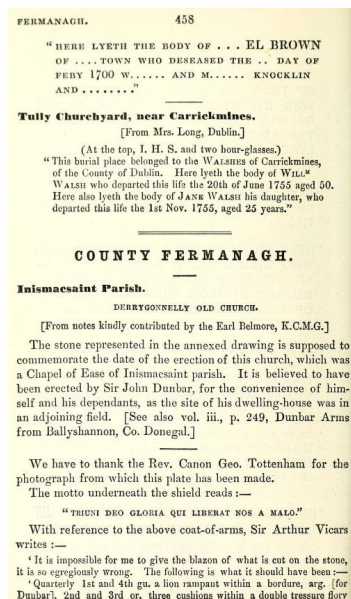 FERMANAGH. 458
"HERE LYETH THE BODY OF . . . EL BROWN
OF .... TOWN WHO DESEASED THE .. DAY OF
FEBY 1700 W...... AND M...... KNOCKLIN
AND ........"
Tully Churchyard, near Carrickmines.
[From Mrs. Long, Dublin.]
(At the top, I. H. S. and two hour-glasses.)
"This burial place belonged to the WALSHES of Carrickmines,
of the County of Dublin. Here lyeth the body of WILLM
WALSH who departed this life the 20th of June 1755 aged 50.
Here also lyeth the body of JANE WALSH his daughter, who
departed this life the 1st Nov. 1755, aged 25 years."
COUNTY FERMANAGH.
Inismacsaint Parish.
DERRYGONNELLY OLD CHURCH.
[From notes kindly contributed by the Earl Belmore, K.C.M.G.]
The stone represented in the annexed drawing is supposed to
commemorate the date of the erection of this church, which was
a Chapel of Ease of Inismacsaint parish. It is believed to have
been erected by Sir John Dunbar, for the convenience of him-
self and his dependants, as the site of his dwelling-house was in
an adjoining field. [See also vol. iii., p. 249, Dunbar Arms
from Ballyshannon, Co. Donegal.]
We have to thank the Rev. Canon Geo. Tottenham for the
photograph from which this plate has been made.
The motto underneath the shield reads :—
"TRIUNI DEO GLORIA QUI LIBERAT NOS A MALO."
With reference to the above coat-of-arms, Sir Arthur Vicars
writes :—
'It is impossible for me to give the blazon of what is cut on the stone,
it is so egregiously wrong. The following is what it should have been :—
'Quarterly 1st and 4th gu. a lion rampant within a bordure, arg. [for
Dunbar]. 2nd and 3rd or, three cushions within a double tressure flory